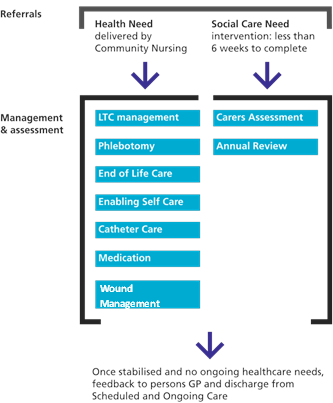 Referrals
Health Need
delivered by
Community Nursing
Social Care Need
intervention: less than
6 weeks to complete
Management
& assessment
LTC management
Phlebotomy
End of Life Care
Enabling Self Care
Catheter Care
Medication
Wound
Management
Carers Assessment
Annual Review
Once stabilised and no ongoing healthcare needs,
feedback to persons GP and discharge from
Scheduled and Ongoing Care